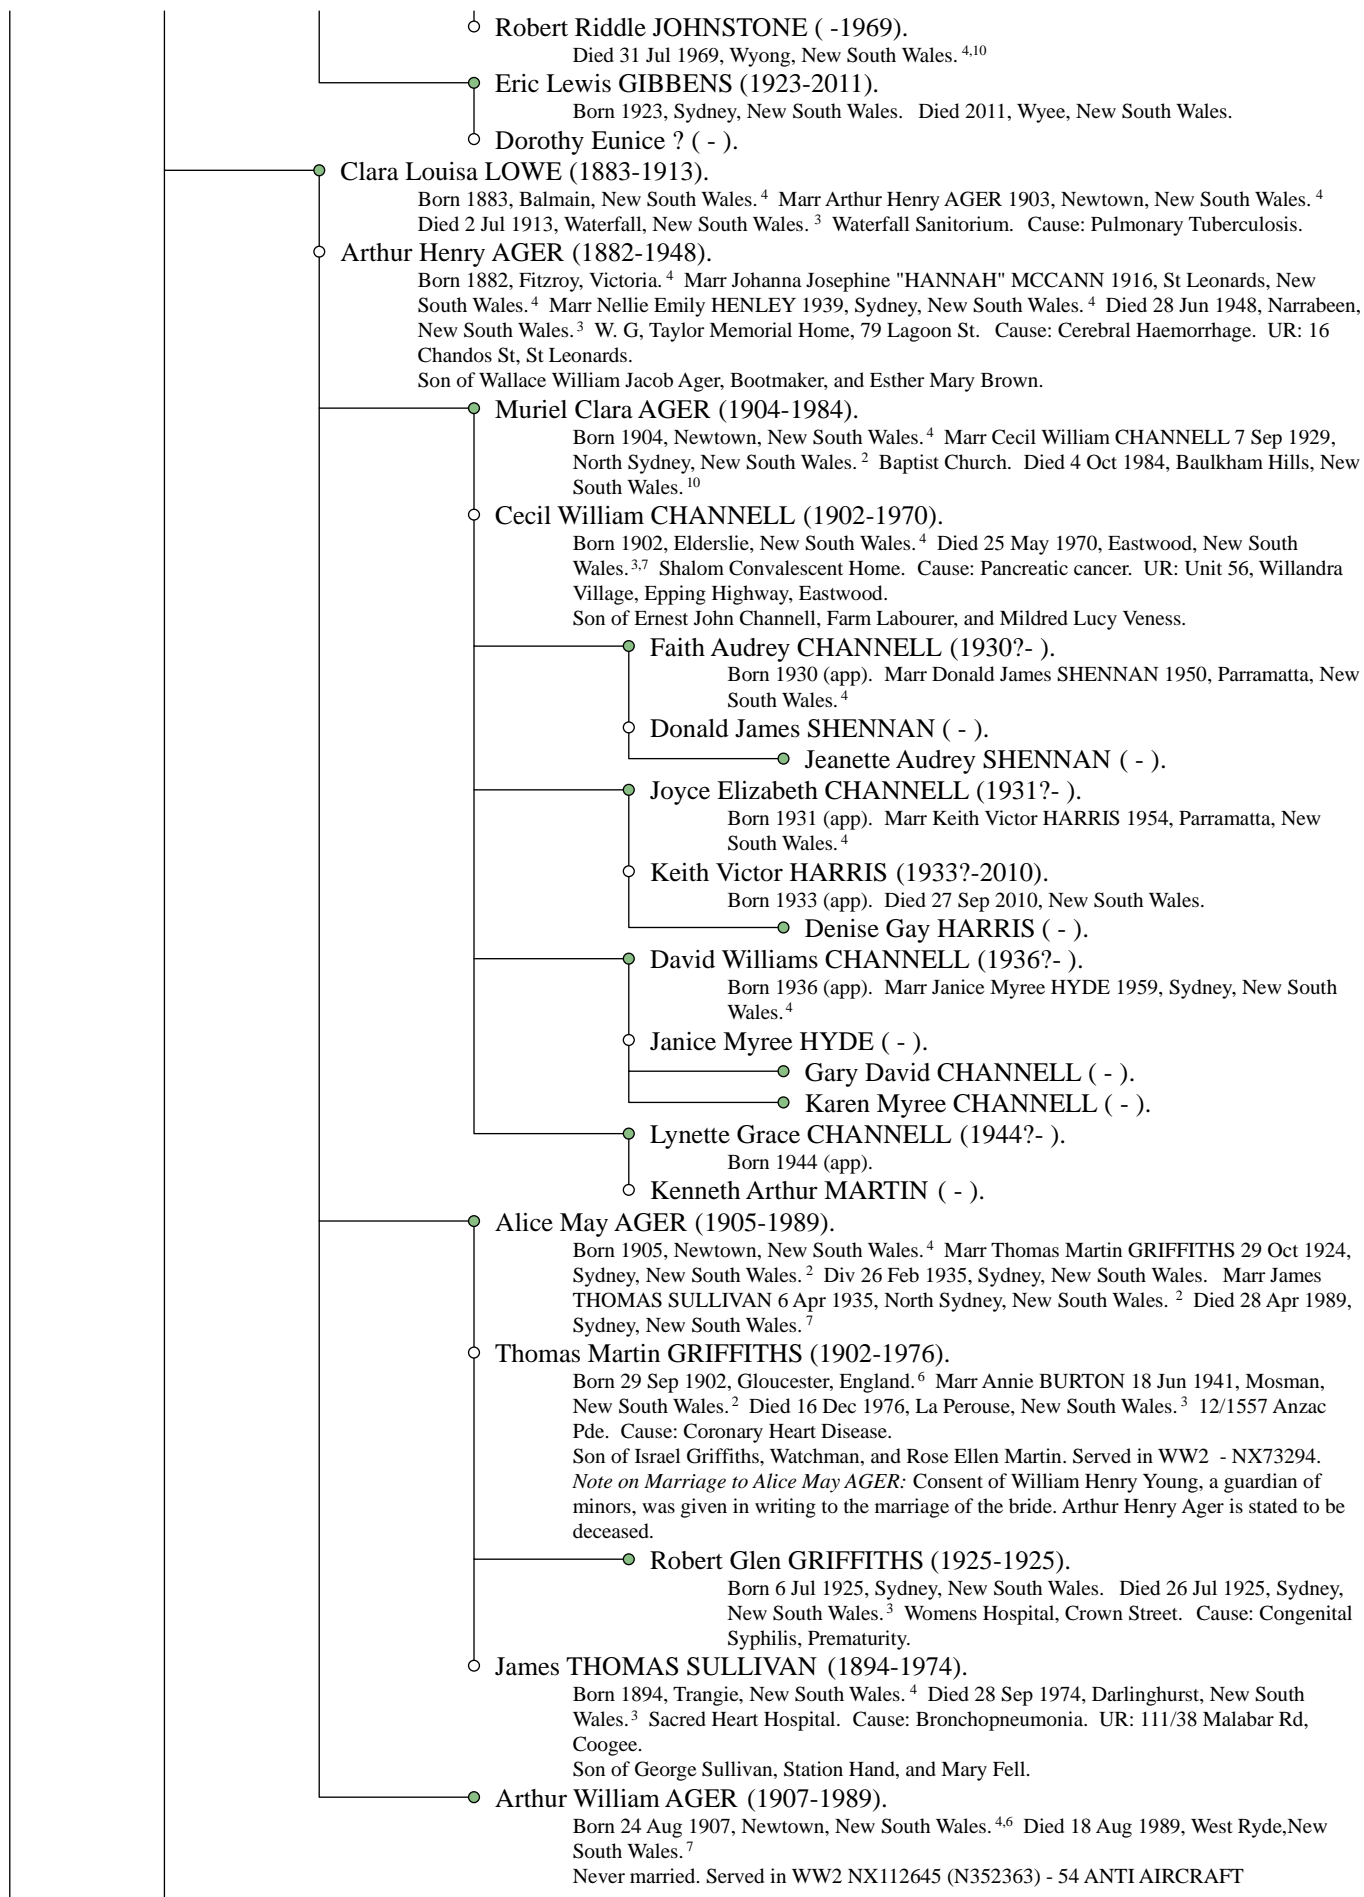 Robert Riddle JOHNSTONE ( -1969).
Died 31 Jul 1969, Wyong, New South Wales. 4,10
Eric Lewis GIBBENS (1923-2011).
Born 1923, Sydney, New South Wales. Died 2011, Wyee, New South Wales.
Dorothy Eunice ? ( - ).
Clara Louisa LOWE (1883-1913).
Born 1883, Balmain, New South Wales. 4 Marr Arthur Henry AGER 1903, Newtown, New South Wales. 4
Died 2 Jul 1913, Waterfall, New South Wales. 3 Waterfall Sanitorium. Cause: Pulmonary Tuberculosis.
Arthur Henry AGER (1882-1948).
Born 1882, Fitzroy, Victoria. 4 Marr Johanna Josephine "HANNAH" MCCANN 1916, St Leonards, New
South Wales. 4 Marr Nellie Emily HENLEY 1939, Sydney, New South Wales. 4 Died 28 Jun 1948, Narrabeen,
New South Wales. 3 W. G, Taylor Memorial Home, 79 Lagoon St. Cause: Cerebral Haemorrhage. UR: 16
Chandos St, St Leonards.
Son of Wallace William Jacob Ager, Bootmaker, and Esther Mary Brown.
Muriel Clara AGER (1904-1984).
Born 1904, Newtown, New South Wales. 4 Marr Cecil William CHANNELL 7 Sep 1929,
North Sydney, New South Wales. 2 Baptist Church. Died 4 Oct 1984, Baulkham Hills, New
South Wales. 10
Cecil William CHANNELL (1902-1970).
Born 1902, Elderslie, New South Wales. 4 Died 25 May 1970, Eastwood, New South
Wales. 3,7 Shalom Convalescent Home. Cause: Pancreatic cancer. UR: Unit 56, Willandra
Village, Epping Highway, Eastwood.
Son of Ernest John Channell, Farm Labourer, and Mildred Lucy Veness.
Faith Audrey CHANNELL (1930?- ).
Born 1930 (app). Marr Donald James SHENNAN 1950, Parramatta, New
South Wales. 4
Donald James SHENNAN ( - ).
Jeanette Audrey SHENNAN ( - ).
Joyce Elizabeth CHANNELL (1931?- ).
Born 1931 (app). Marr Keith Victor HARRIS 1954, Parramatta, New
South Wales. 4
Keith Victor HARRIS (1933?-2010).
Born 1933 (app). Died 27 Sep 2010, New South Wales.
Denise Gay HARRIS ( - ).
David Williams CHANNELL (1936?- ).
Born 1936 (app). Marr Janice Myree HYDE 1959, Sydney, New South
Wales. 4
Janice Myree HYDE ( - ).
Gary David CHANNELL ( - ).
Karen Myree CHANNELL ( - ).
Lynette Grace CHANNELL (1944?- ).
Born 1944 (app).
Kenneth Arthur MARTIN ( - ).
Alice May AGER (1905-1989).
Born 1905, Newtown, New South Wales. 4 Marr Thomas Martin GRIFFITHS 29 Oct 1924,
Sydney, New South Wales. 2 Div 26 Feb 1935, Sydney, New South Wales. Marr James
THOMAS SULLIVAN 6 Apr 1935, North Sydney, New South Wales. 2 Died 28 Apr 1989,
Sydney, New South Wales. 7
Thomas Martin GRIFFITHS (1902-1976).
Born 29 Sep 1902, Gloucester, England. 6 Marr Annie BURTON 18 Jun 1941, Mosman,
New South Wales. 2 Died 16 Dec 1976, La Perouse, New South Wales. 3 12/1557 Anzac
Pde. Cause: Coronary Heart Disease.
Son of Israel Griffiths, Watchman, and Rose Ellen Martin. Served in WW2 - NX73294.
Note on Marriage to Alice May AGER: Consent of William Henry Young, a guardian of
minors, was given in writing to the marriage of the bride. Arthur Henry Ager is stated to be
deceased.
Robert Glen GRIFFITHS (1925-1925).
Born 6 Jul 1925, Sydney, New South Wales. Died 26 Jul 1925, Sydney,
New South Wales. 3 Womens Hospital, Crown Street. Cause: Congenital
Syphilis, Prematurity.
James THOMAS SULLIVAN (1894-1974).
Born 1894, Trangie, New South Wales. 4 Died 28 Sep 1974, Darlinghurst, New South
Wales. 3 Sacred Heart Hospital. Cause: Bronchopneumonia. UR: 111/38 Malabar Rd,
Coogee.
Son of George Sullivan, Station Hand, and Mary Fell.
Arthur William AGER (1907-1989).
Born 24 Aug 1907, Newtown, New South Wales. 4,6 Died 18 Aug 1989, West Ryde,New
South Wales. 7
Never married. Served in WW2 NX112645 (N352363) - 54 ANTI AIRCRAFT